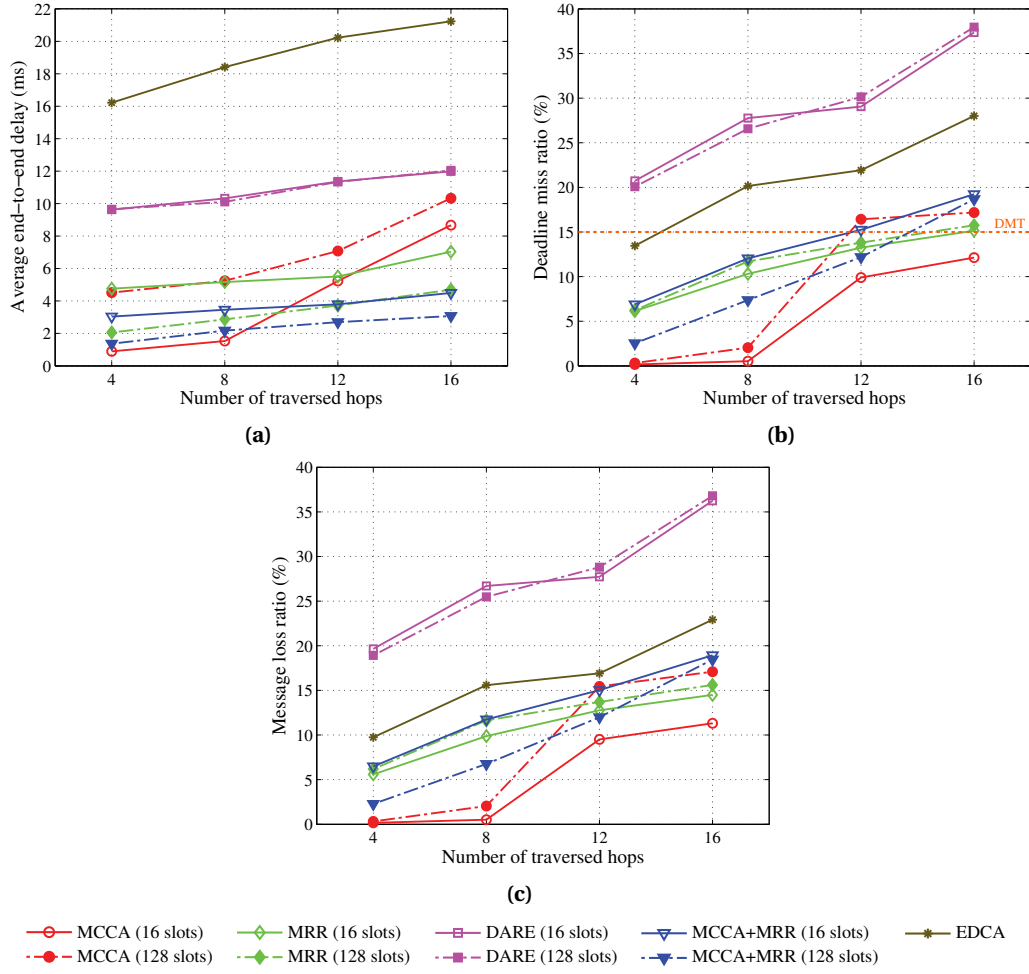 22
20
18
16
14
12
10
8
6
4
2
0
Average end-to-end delay (ms)
4 8 12 16
Number of traversed hops
(a)
40
35
30
25
20
15
10
5
0
Deadline miss ratio (%)
DMT
4 8 12 16
Number of traversed hops
(b)
40
35
30
25
20
15
10
5
0
Message loss ratio (%)
4 8 12 16
Number of traversed hops
(c)
MCCA (16 slots) MRR (16 slots) DARE (16 slots) MCCA+MRR (16 slots) EDCA
MCCA (128 slots) MRR (128 slots) DARE (128 slots) MCCA+MRR (128 slots)